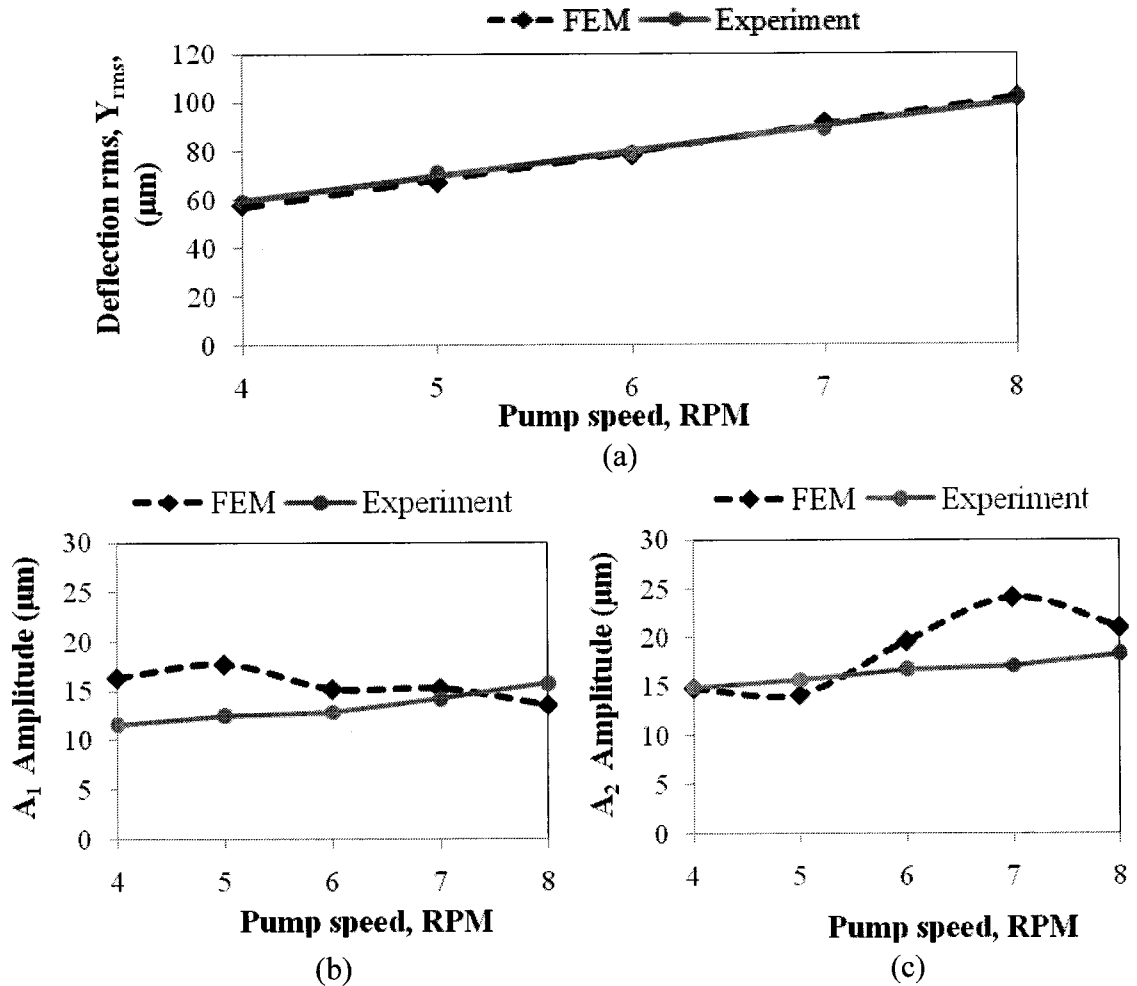 FEM Experiment
120
100
80
60
40
20
0
Deflection rms, Yrms,
(μm)
4 5 6 7 8
Pump speed, RPM
(a)
FEM Experiment
30
25
20
15
10
5
0
A1 Amplitude (μm)
4 5 6 7 8
Pump speed, RPM
(b)
FEM Experiment
30
25
20
15
10
5
0
A2 Amplitude (μm)
4 5 6 7 8
Pump speed, RPM
(c)